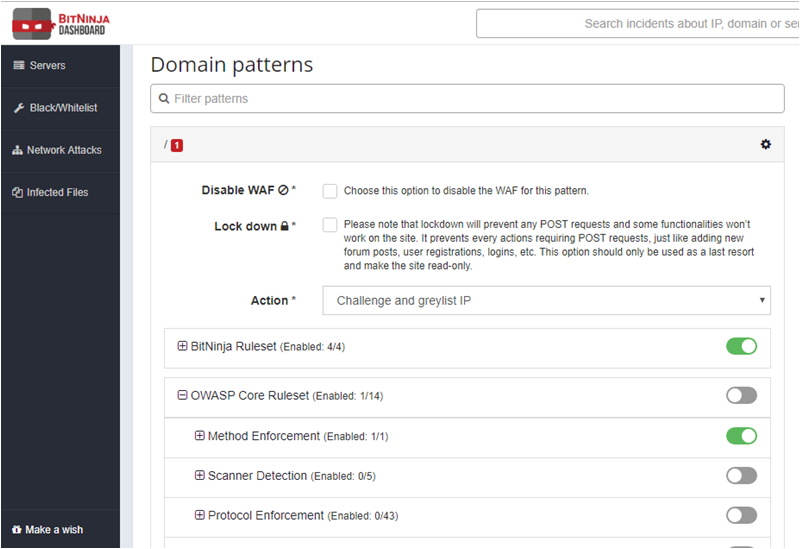 BITNINJA
DASHBOARD
Search incidents about IP, domain or ser
Servers
Black/Whitelist
Network Attacks
Infected Files
Make a wish
Domain patterns
Filter patterns
/ 1
Disable WAF * Choose this option to disable the WAF for this pattern.
Lock down * Please note that lockdown will prevent any POST requests and some functionalities won't
work on the site. It prevents every actions requiring POST requests, just like adding new
forum posts, user registrations, logins, etc. This option should only be used as a last resort
and make the site read-only.
Action * Challenge and greylist IP
BitNinja Ruleset (Enabled: 4/4)
OWASP Core Ruleset (Enabled: 1/14)
Method Enforcement (Enabled: 1/1)
Scanner Detection (Enabled: 0/5)
Protocol Enforcement (Enabled: 0/43)